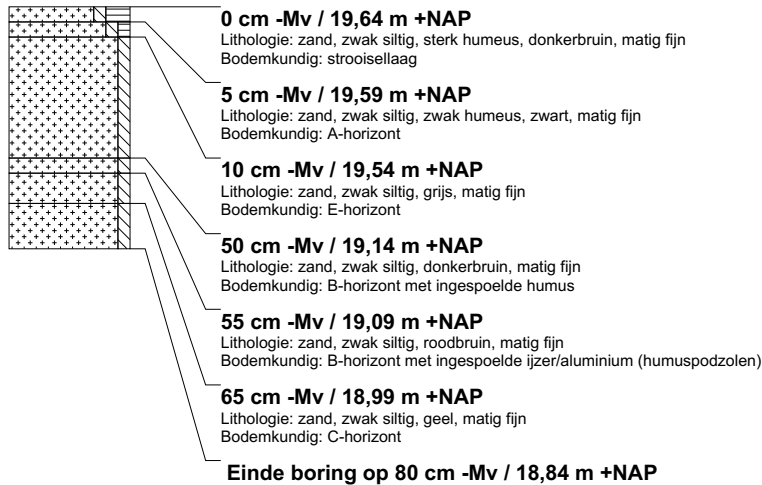 0 cm -Mv / 19,64 m +NAP
Lithologie: zand, zwak siltig, sterk humeus, donkerbruin, matig fijn
Bodemkundig: strooisellaag
5 cm -Mv / 19,59 m +NAP
Lithologie: zand, zwak siltig, zwak humeus, zwart, matig fijn
Bodemkundig: A-horizont
10 cm -Mv / 19,54 m +NAP
Lithologie: zand, zwak siltig, grijs, matig fijn
Bodemkundig: E-horizont
50 cm -Mv / 19,14 m +NAP
Lithologie: zand, zwak siltig, donkerbruin, matig fijn
Bodemkundig: B-horizont met ingespoelde humus
55 cm -Mv / 19,09 m +NAP
Lithologie: zand, zwak siltig, roodbruin, matig fijn
Bodemkundig: B-horizont met ingespoelde ijzer/aluminium (humuspodzolen)
65 cm -Mv / 18,99 m +NAP
Lithologie: zand, zwak siltig, geel, matig fijn
Bodemkundig: C-horizont
Einde boring op 80 cm -Mv / 18,84 m +NAP